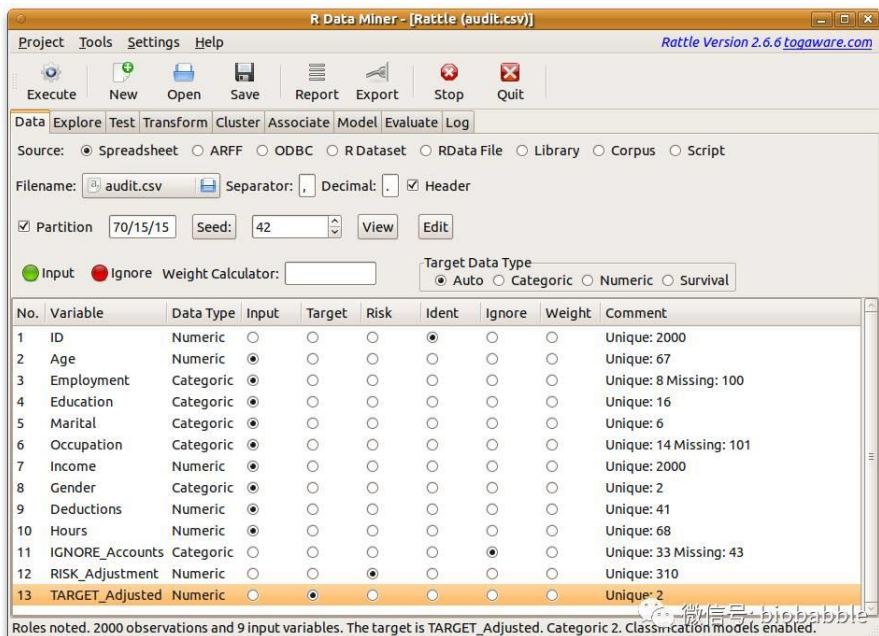 R Data Miner - [Rattle (audit.csv)]
Project Tools Settings Help Rattle Version 2.6.6 togaware.com
Execute New Open Save Report Export Stop Quit
Data Explore Test Transform Cluster Associate Model Evaluate Log
Source: Spreadsheet ARFF ODBC R Dataset RData File Library Corpus Script
Filename: audit.csv Separator: , Decimal: . Header
Partition 70/15/15 Seed: 42 View Edit
Input Ignore Weight Calculator: Target Data Type
Auto Categoric Numeric Survival
No. Variable Data Type Input Target Risk Ident Ignore Weight Comment
1 ID Numeric Unique: 2000
2 Age Numeric Unique: 67
3 Employment Categoric Unique: 8 Missing: 100
4 Education Categoric Unique: 16
5 Marital Categoric Unique: 6
6 Occupation Categoric Unique: 14 Missing: 101
7 Income Numeric Unique: 2000
8 Gender Categoric Unique: 2
9 Deductions Numeric Unique: 41
10 Hours Numeric Unique: 68
11 IGNORE_Accounts Categoric Unique: 33 Missing: 43
12 RISK_Adjustment Numeric Unique: 310
13 TARGET_Adjusted Numeric Unique: 2
微信号: biobabble
Roles noted. 2000 observations and 9 input variables. The target is TARGET_Adjusted. Categoric 2. Classification models enabled.